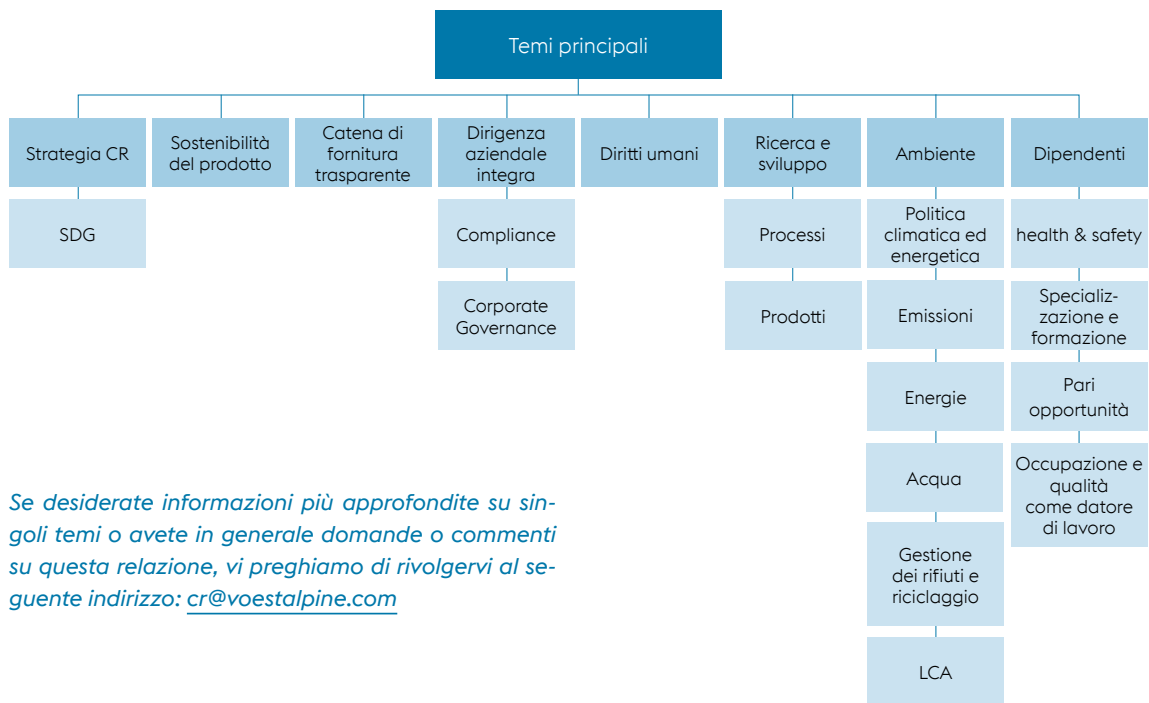 Temi principali
Strategia CR
SDG
Sostenibilità
del prodotto
Catena di
fornitura
trasparente
Dirigenza
aziendale
integra
Compliance
Corporate
Governance
Diritti umani
Ricerca e
sviluppo
Processi
Prodotti
Ambiente
Politica
climatica ed
energetica
Emissioni
Energie
Acqua
Gestione
dei rifiuti e
riciclaggio
LCA
Dipendenti
health & safety
Specializ-
zazione e
formazione
Pari
opportunità
Occupazione e
qualità
come datore
di lavoro
Se desiderate informazioni più approfondite su sin-
goli temi o avete in generale domande o commenti
su questa relazione, vi preghiamo di rivolgervi al se-
guente indirizzo: cr@voestalpine.com